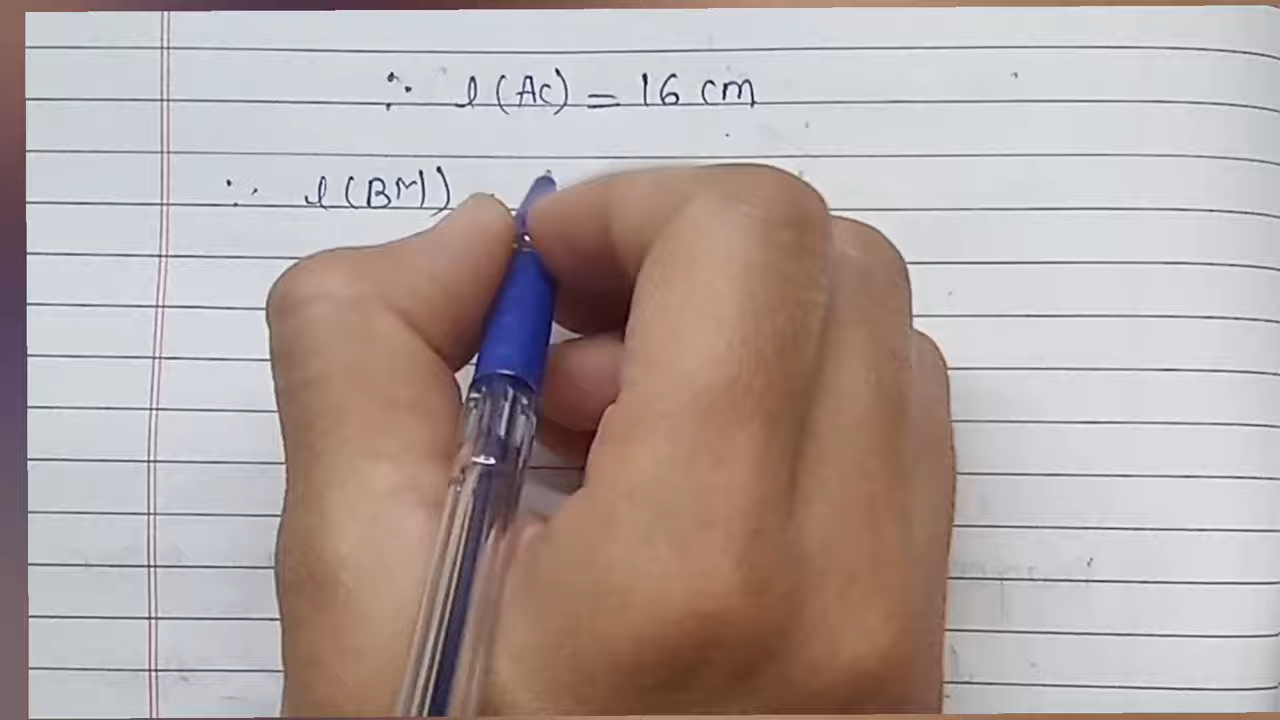 ∴ l(AC) = 16 cm
∴ l(BM)